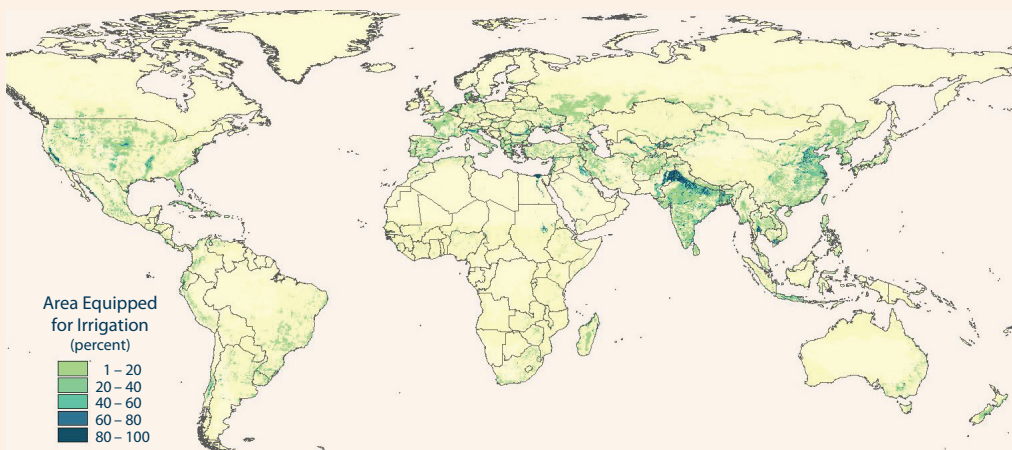 Area Equipped
for Irrigation
(percent)
1 – 20
20 – 40
40 – 60
60 – 80
80 – 100